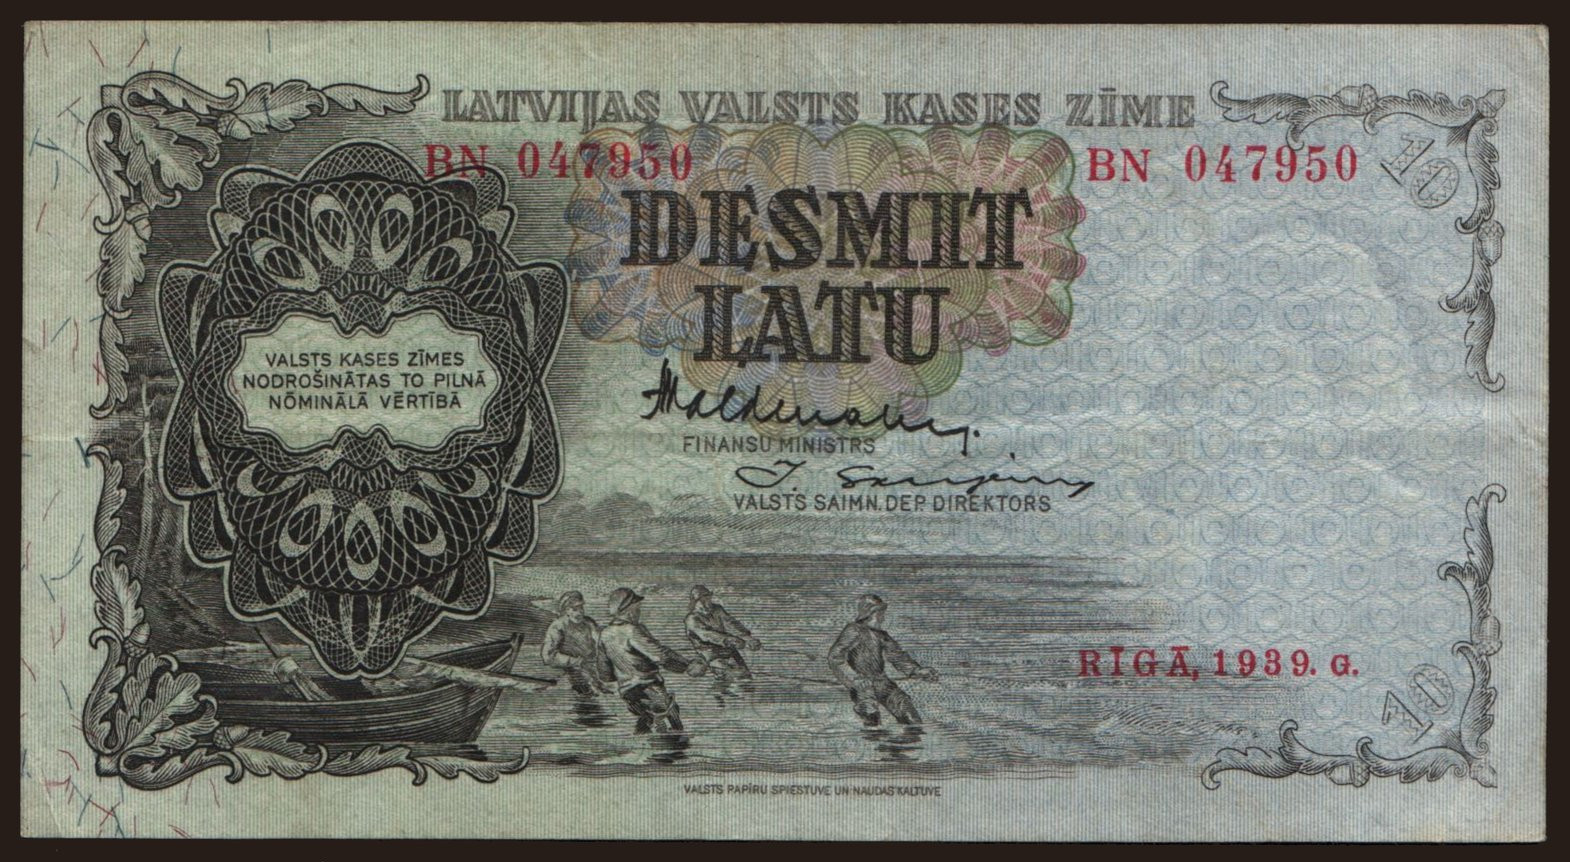 LATVIJAS VALSTS KASES ZĪME
BN 047950
BN 047950
10
DESMIT
LATU
VALSTS KASES ZĪMES
NODROŠINĀTAS TO PILNĀ
NŌMINĀLĀ VĒRTĪBĀ
FINANSU MINISTRS
VALSTS SAIMN. DEP. DIREKTORS
RĪGĀ, 1939. G.
10
VALSTS PAPĪRU SPIESTUVE UN NAUDAS KALTUVE